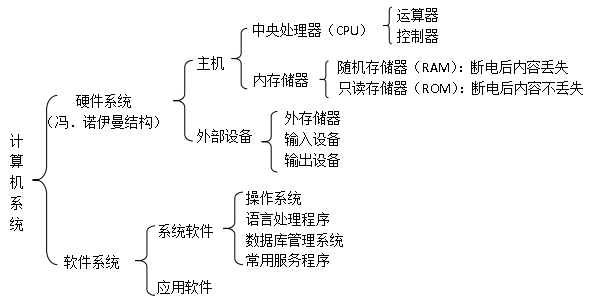 计算机系统
硬件系统
（冯．诺伊曼结构）
主机
中央处理器（CPU）
运算器
控制器
内存储器
随机存储器（RAM）：断电后内容丢失
只读存储器（ROM）：断电后内容不丢失
外部设备
外存储器
输入设备
输出设备
软件系统
系统软件
操作系统
语言处理程序
数据库管理系统
常用服务程序
应用软件